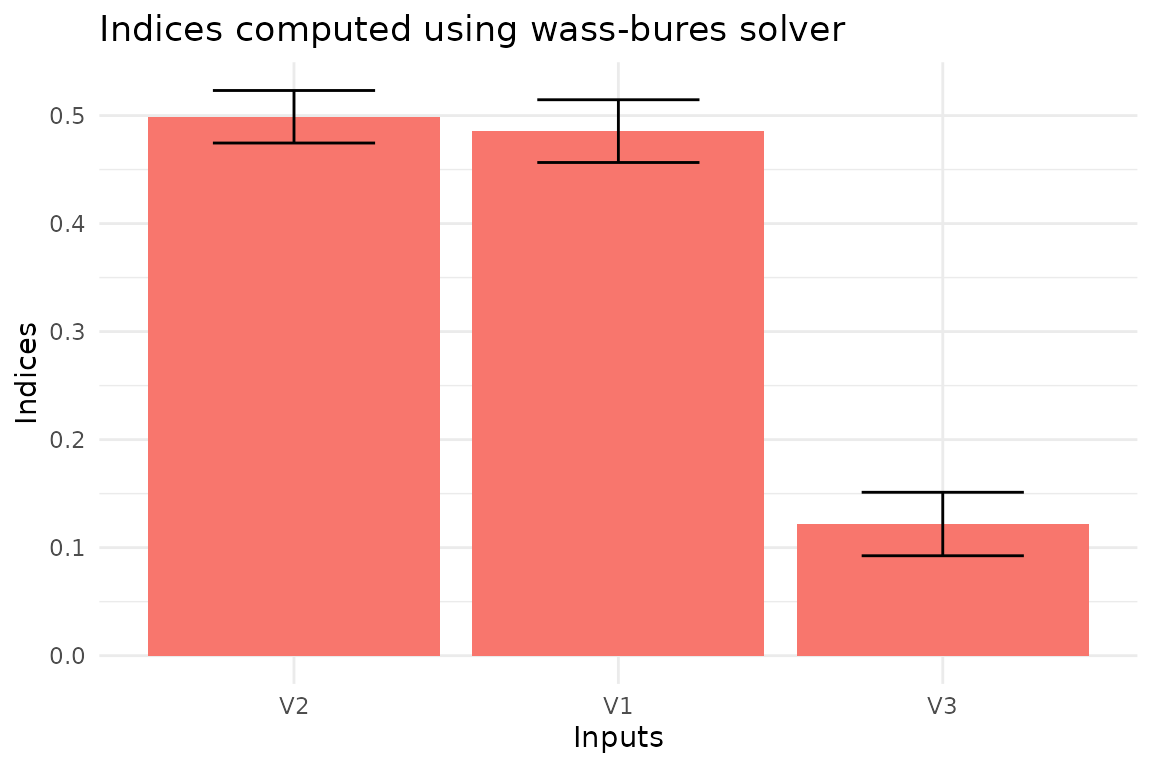 Indices computed using wass-bures solver
0.5
0.4
0.3
0.2
0.1
0.0
Indices
V2 V1 V3
Inputs